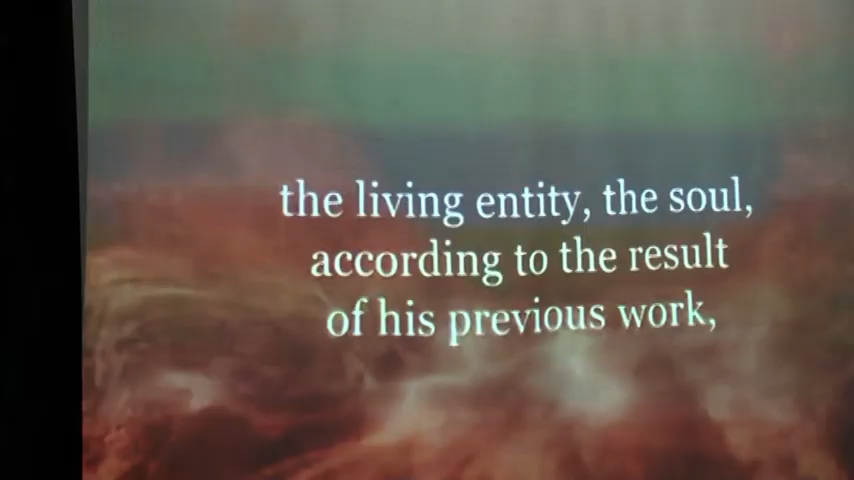 the living entity, the soul,
according to the result
of his previous work,